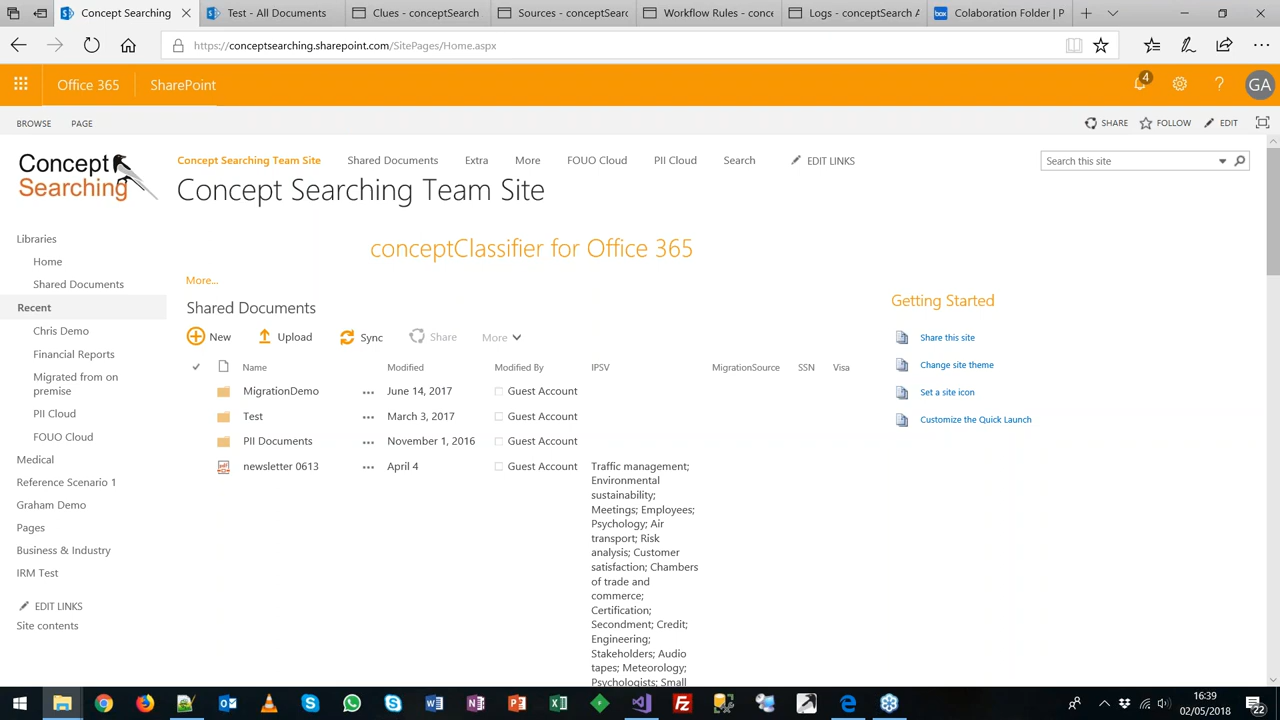 Concept Searching
Test - All Documents
Clues - conceptSearch
Sources - conceptSearc
Workflow Rules - conc
Logs - conceptSearch A
box
Colaboration Folder | P
https://conceptsearching.sharepoint.com/SitePages/Home.aspx
Office 365
SharePoint
4
GA
BROWSE
PAGE
SHARE
FOLLOW
EDIT
Concept
Searching
Concept Searching Team Site
Shared Documents
Extra
More
FOUO Cloud
PII Cloud
Search
EDIT LINKS
Search this site
Concept Searching Team Site
Libraries
Home
Shared Documents
Recent
Chris Demo
Financial Reports
Migrated from on
premise
PII Cloud
FOUO Cloud
Medical
Reference Scenario 1
Graham Demo
Pages
Business & Industry
IRM Test
EDIT LINKS
Site contents
conceptClassifier for Office 365
More...
Shared Documents
New
Upload
Sync
Share
More
Name
Modified
Modified By
IPSV
MigrationSource
SSN
Visa
MigrationDemo
June 14, 2017
Guest Account
Test
March 3, 2017
Guest Account
PII Documents
November 1, 2016
Guest Account
newsletter 0613
April 4
Guest Account
Traffic management;
Environmental
sustainability;
Meetings; Employees;
Psychology; Air
transport; Risk
analysis; Customer
satisfaction; Chambers
of trade and
commerce;
Certification;
Secondment; Credit;
Engineering;
Stakeholders; Audio
tapes; Meteorology;
Psychologists; Small
Getting Started
Share this site
Change site theme
Set a site icon
Customize the Quick Launch
16:39
02/05/2018
22